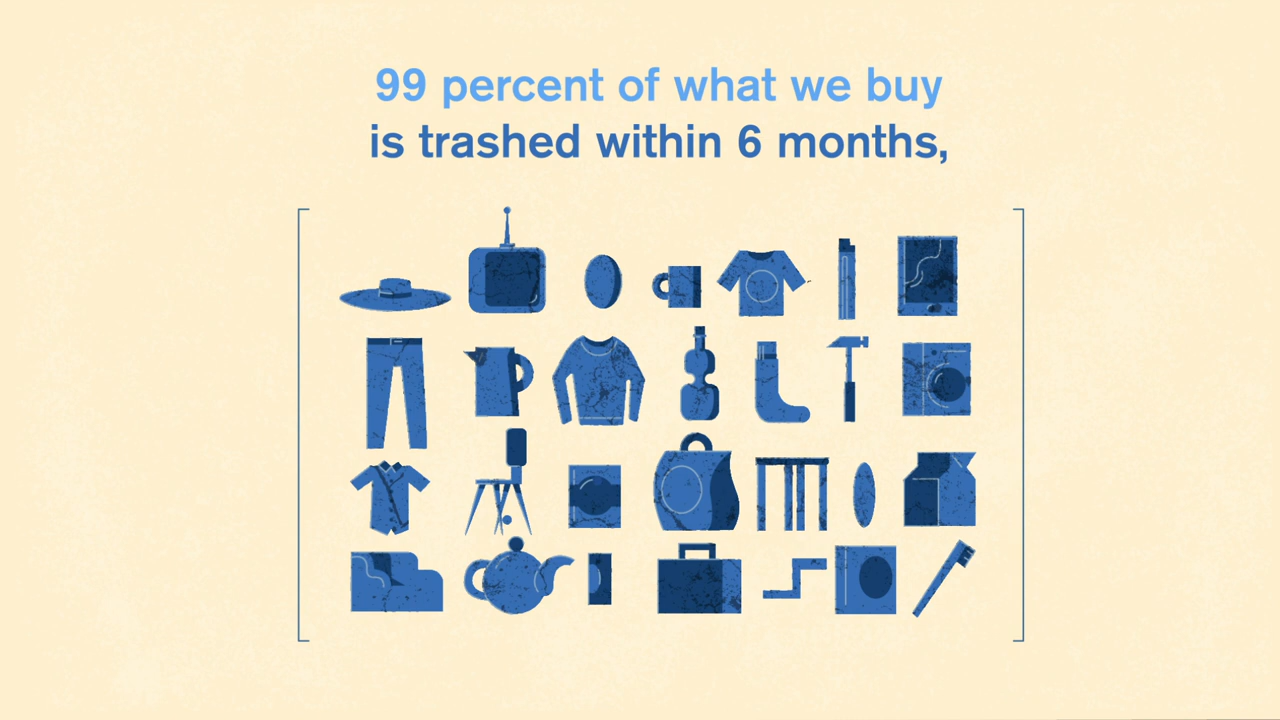 99 percent of what we buy
is trashed within 6 months,